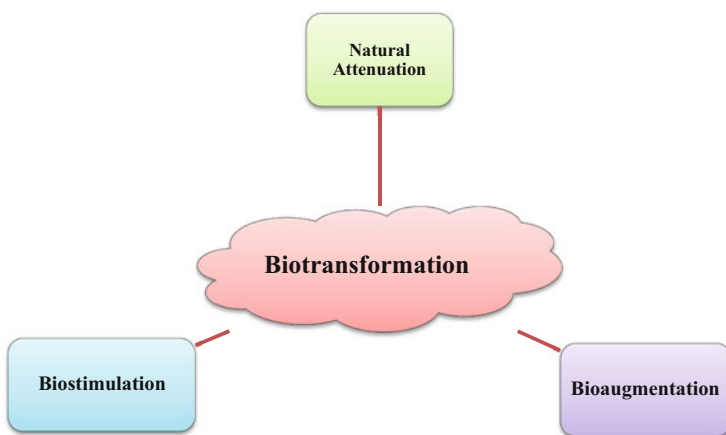 Natural
Attenuation
Biotransformation
Biostimulation
Bioaugmentation